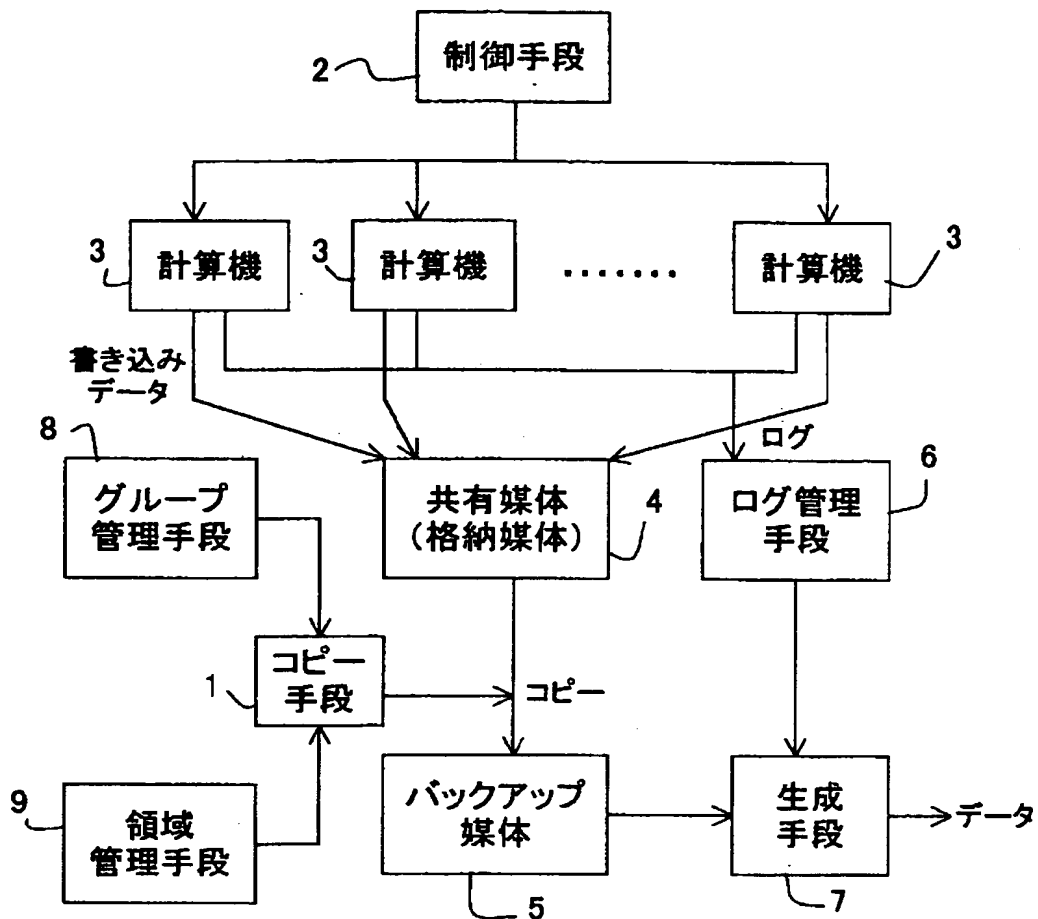 2
制御手段
3
計算機
3
計算機
.......
計算機
3
書き込み
データ
ログ
8
グループ
管理手段
共有媒体
(格納媒体)
4
ログ管理
手段
6
1
コピー
手段
コピー
9
領域
管理手段
バックアップ
媒体
5
生成
手段
7
データ